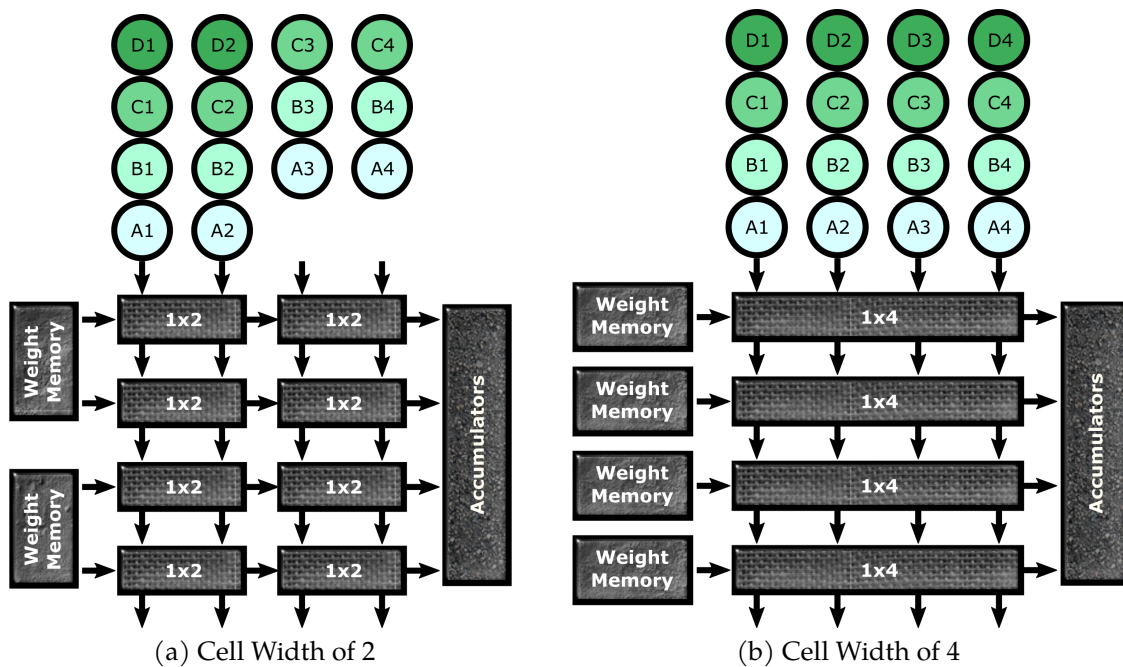 D1 D2 C3 C4
C1 C2 B3 B4
B1 B2 A3 A4
A1 A2
Weight
Memory
1x2 1x2
1x2 1x2
Weight
Memory
1x2 1x2
1x2 1x2
Accumulators
(a) Cell Width of 2
D1 D2 D3 D4
C1 C2 C3 C4
B1 B2 B3 B4
A1 A2 A3 A4
Weight
Memory
1x4
Weight
Memory
1x4
Weight
Memory
1x4
Weight
Memory
1x4
Accumulators
(b) Cell Width of 4